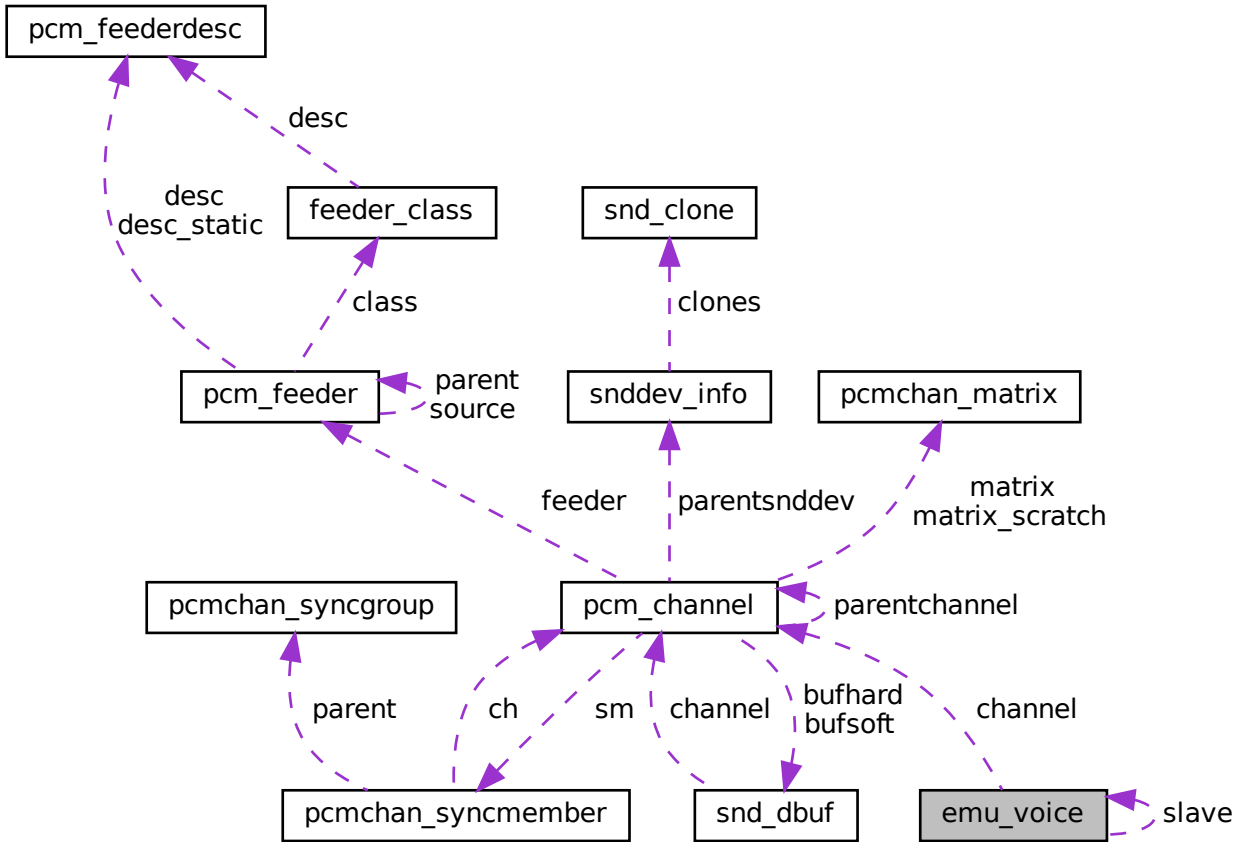 pcm_feederdesc
desc
desc
desc_static
feeder_class
snd_clone
class
clones
pcm_feeder
parent
source
snddev_info
pcmchan_matrix
feeder
parentsnddev
matrix
matrix_scratch
pcmchan_syncgroup
pcm_channel
parentchannel
parent
ch
sm
channel
bufhard
bufsoft
channel
pcmchan_syncmember
snd_dbuf
emu_voice
slave